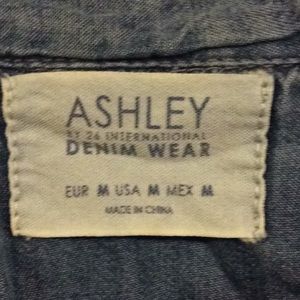 ASHLEY
BY 26 INTERNATIONAL
DENIM WEAR
EUR M USA M MEX M
MADE IN CHINA